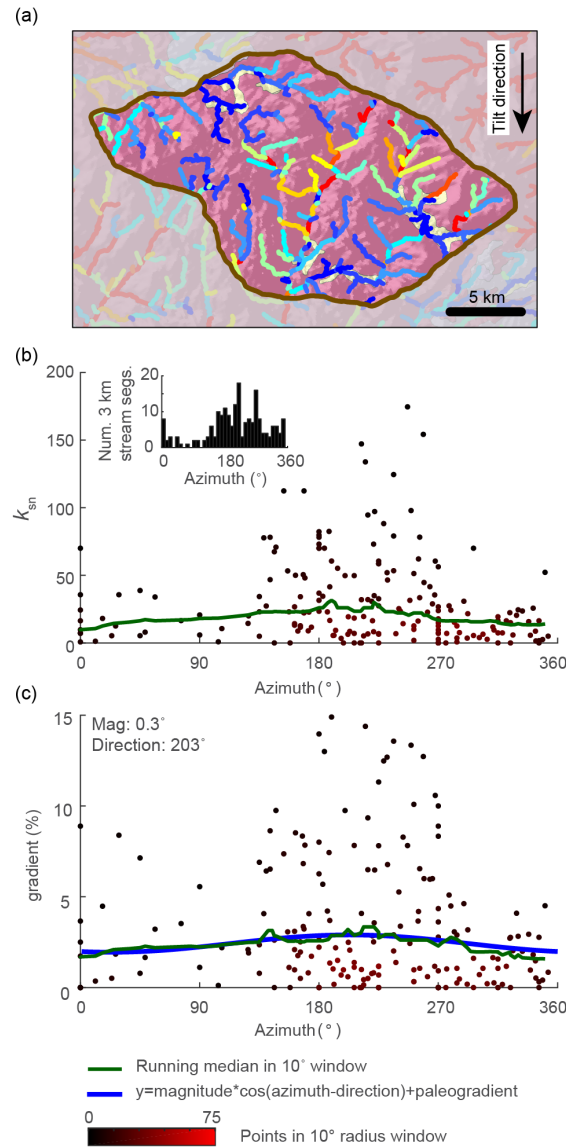 (a)
Tilt direction
5 km
(b)
200
150
100
50
0
k_sn
20
10
0
Num. 3 km
stream segs.
0 180 360
Azimuth (°)
0 90 180 270 360
Azimuth (°)
(c)
15
10
5
0
gradient (%)
Mag: 0.3°
Direction: 203°
0 90 180 270 360
Azimuth (°)
Running median in 10° window
y=magnitude*cos(azimuth-direction)+paleogradient
0 75
Points in 10° radius window